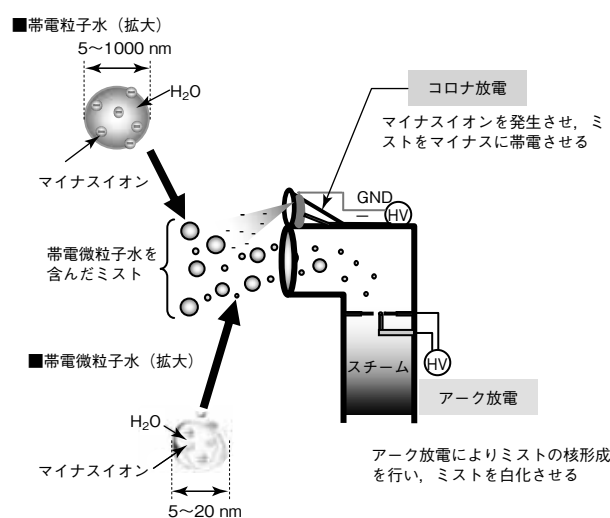 ■帯電粒子水（拡大）
5～1000 nm
H₂O
マイナスイオン
コロナ放電
マイナスイオンを発生させ，ミ
ストをマイナスに帯電させる
GND
－
HV
帯電微粒子水を
含んだミスト
■帯電微粒子水（拡大）
スチーム
HV
アーク放電
H₂O
マイナスイオン
5～20 nm
アーク放電によりミストの核形成
を行い，ミストを白化させる